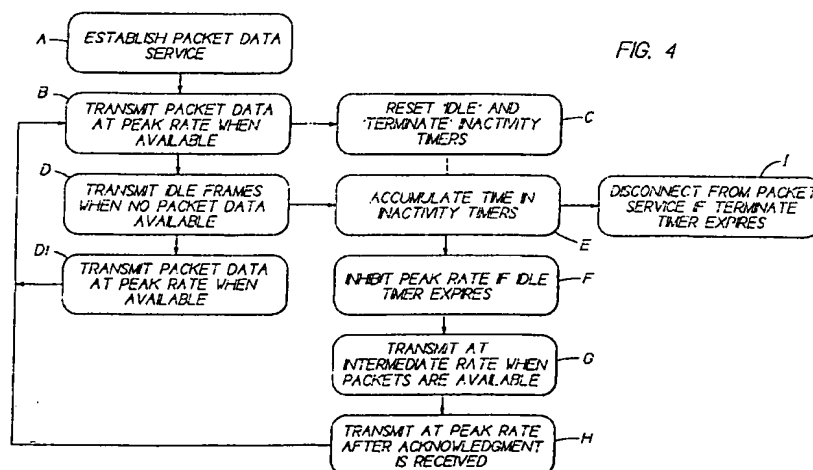 FIG. 4
A
ESTABLISH PACKET DATA
SERVICE
B
TRANSMIT PACKET DATA
AT PEAK RATE WHEN
AVAILABLE
RESET 'IDLE' AND
'TERMINATE' INACTIVITY
TIMERS
C
D
TRANSMIT IDLE FRAMES
WHEN NO PACKET DATA
AVAILABLE
ACCUMULATE TIME IN
INACTIVITY TIMERS
E
I
DISCONNECT FROM PACKET
SERVICE IF TERMINATE
TIMER EXPIRES
D1
TRANSMIT PACKET DATA
AT PEAK RATE WHEN
AVAILABLE
INHIBIT PEAK RATE IF IDLE
TIMER EXPIRES
F
TRANSMIT AT
INTERMEDIATE RATE WHEN
PACKETS ARE AVAILABLE
G
TRANSMIT AT PEAK RATE
AFTER ACKNOWLEDGMENT
IS RECEIVED
H